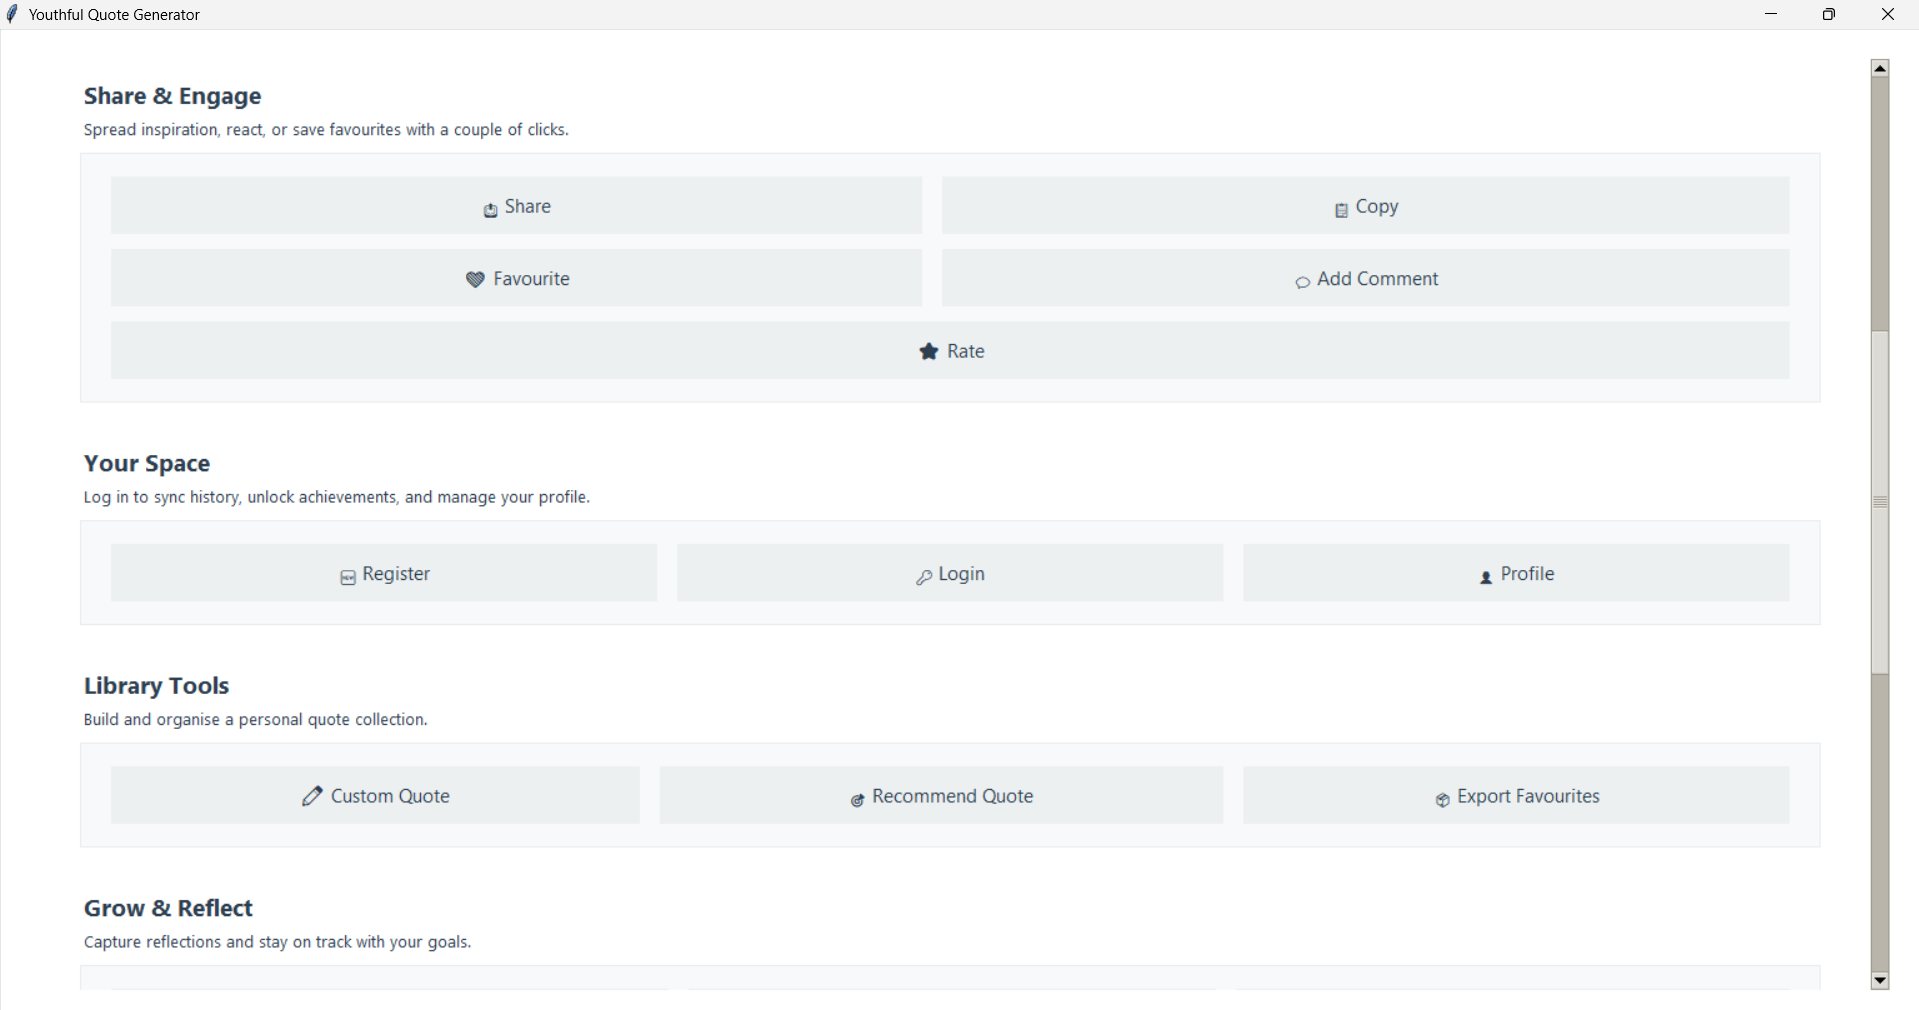 Youthful Quote Generator
Share & Engage
Spread inspiration, react, or save favourites with a couple of clicks.
Share
Copy
Favourite
Add Comment
Rate
Your Space
Log in to sync history, unlock achievements, and manage your profile.
Register
Login
Profile
Library Tools
Build and organise a personal quote collection.
Custom Quote
Recommend Quote
Export Favourites
Grow & Reflect
Capture reflections and stay on track with your goals.